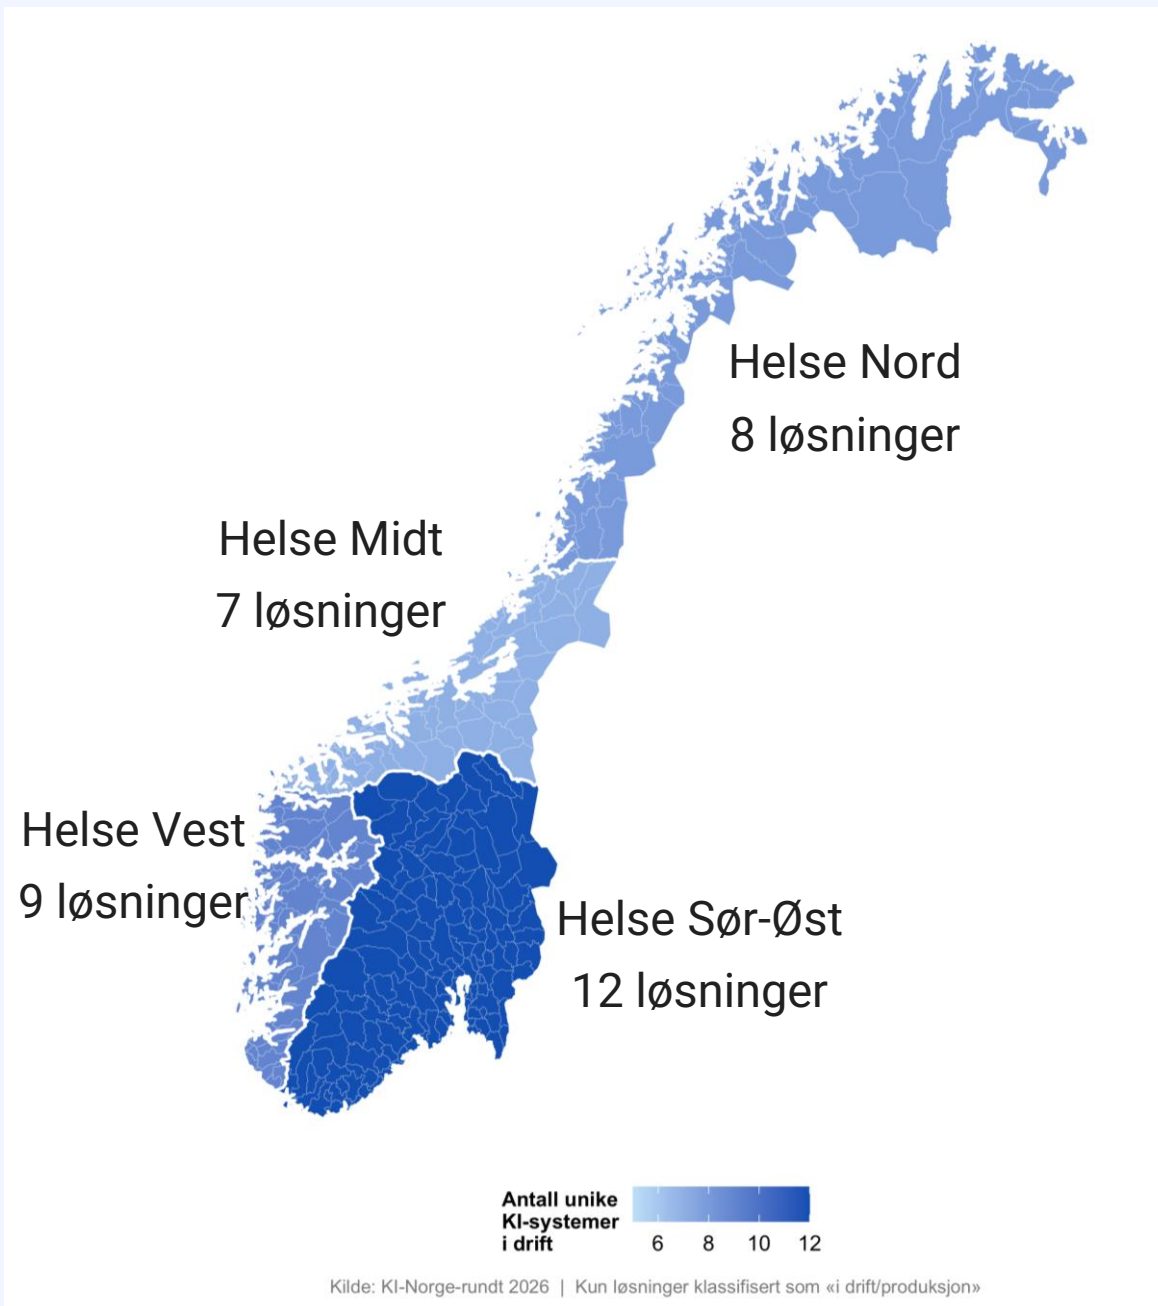 Helse Nord
8 løsninger
Helse Midt
7 løsninger
Helse Vest
9 løsninger
Helse Sør-Øst
12 løsninger
Antall unike
KI-systemer
i drift
6 8 10 12
Kilde: KI-Norge-rundt 2026 | Kun løsninger klassifisert som «i drift/produksjon»